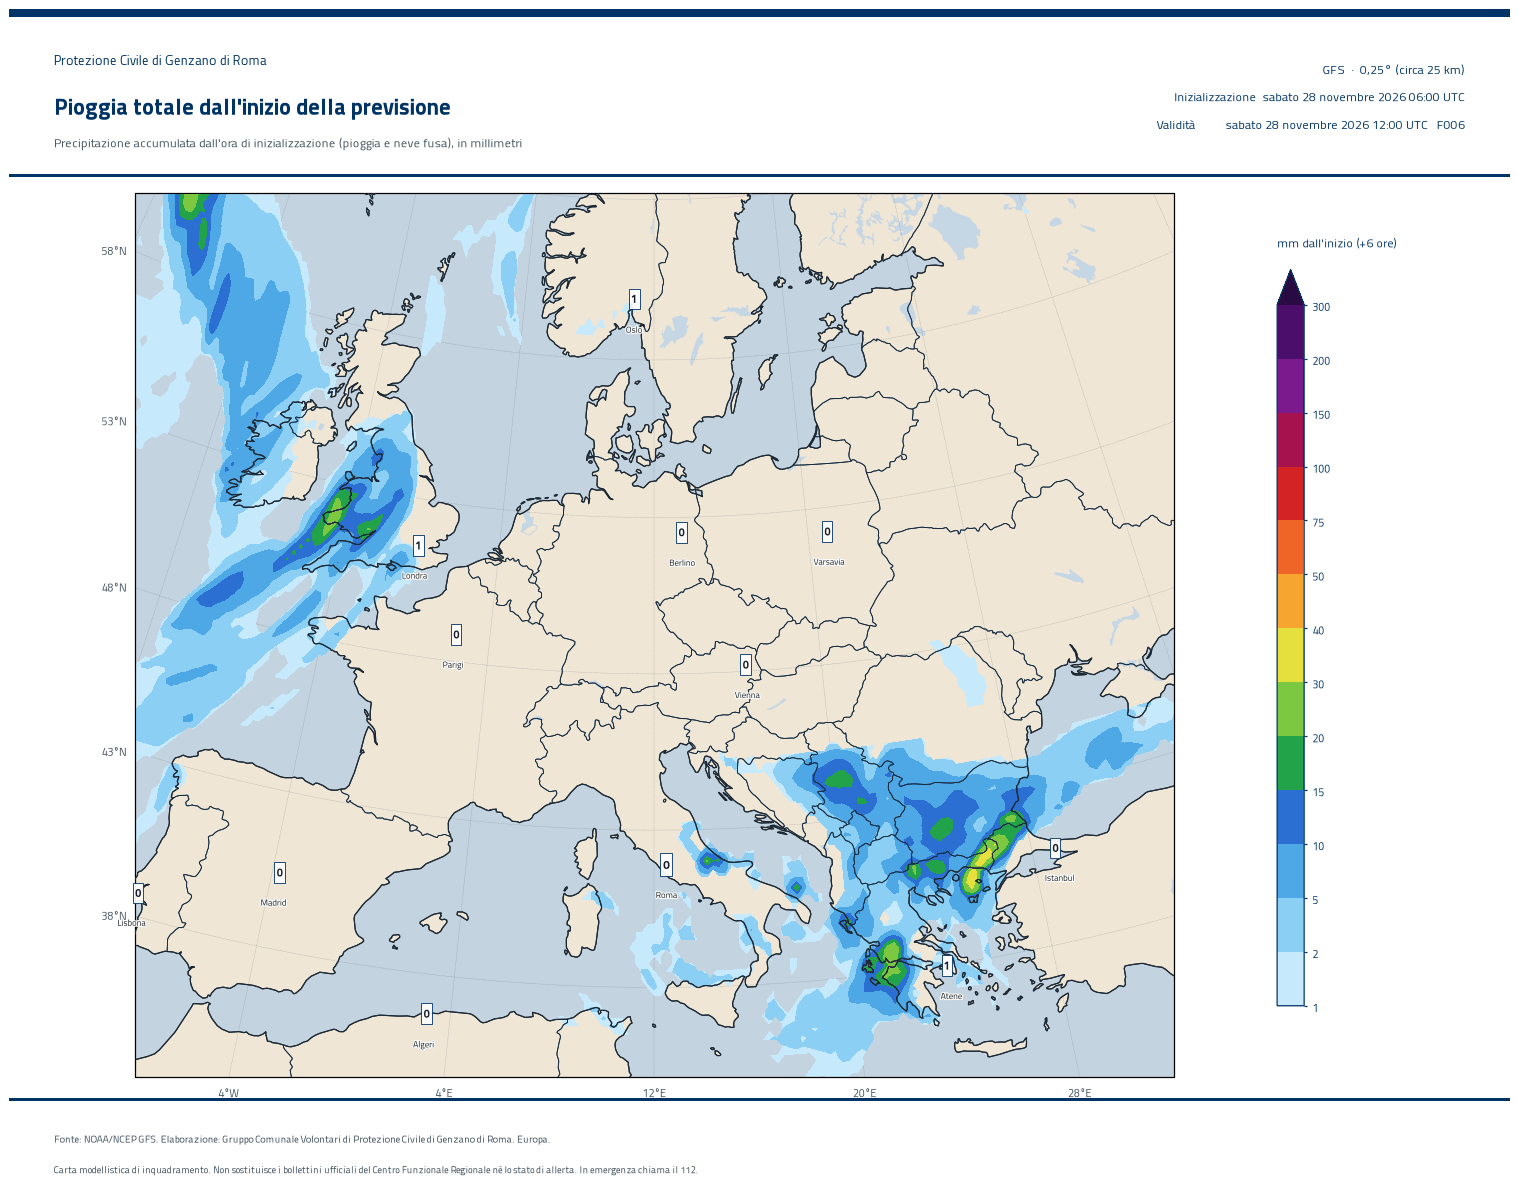 Protezione Civile di Genzano di Roma
Pioggia totale dall'inizio della previsione
Precipitazione accumulata dall'ora di inizializzazione (pioggia e neve fusa), in millimetri
GFS · 0,25° (circa 25 km)
Inizializzazione sabato 28 novembre 2026 06:00 UTC
Validità sabato 28 novembre 2026 12:00 UTC F006
mm dall'inizio (+6 ore)
300
200
150
100
75
50
40
30
20
15
10
5
2
1
58°N
53°N
48°N
43°N
38°N
4°W
4°E
12°E
20°E
28°E
1
Oslo
1
Londra
0
Berlino
0
Varsavia
0
Parigi
0
Vienna
0
Madrid
0
Lisbona
0
Roma
0
Istanbul
1
Atene
0
Algeri
Fonte: NOAA/NCEP GFS. Elaborazione: Gruppo Comunale Volontari di Protezione Civile di Genzano di Roma. Europa.
Carta modellistica di inquadramento. Non sostituisce i bollettini ufficiali del Centro Funzionale Regionale né lo stato di allerta. In emergenza chiama il 112.